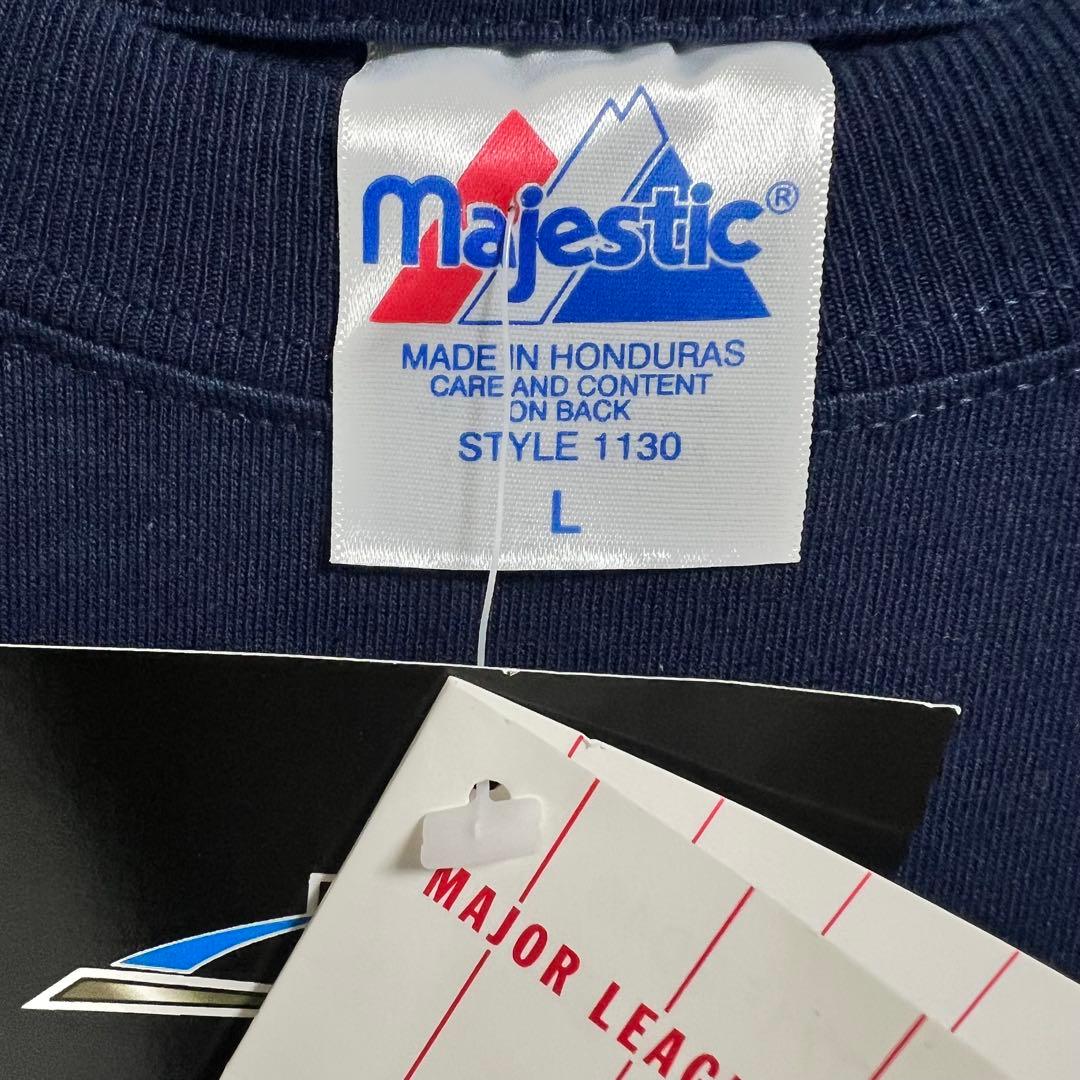 Majestic®
MADE IN HONDURAS
CARE AND CONTENT
ON BACK
STYLE 1130
L
MAJOR LEAG